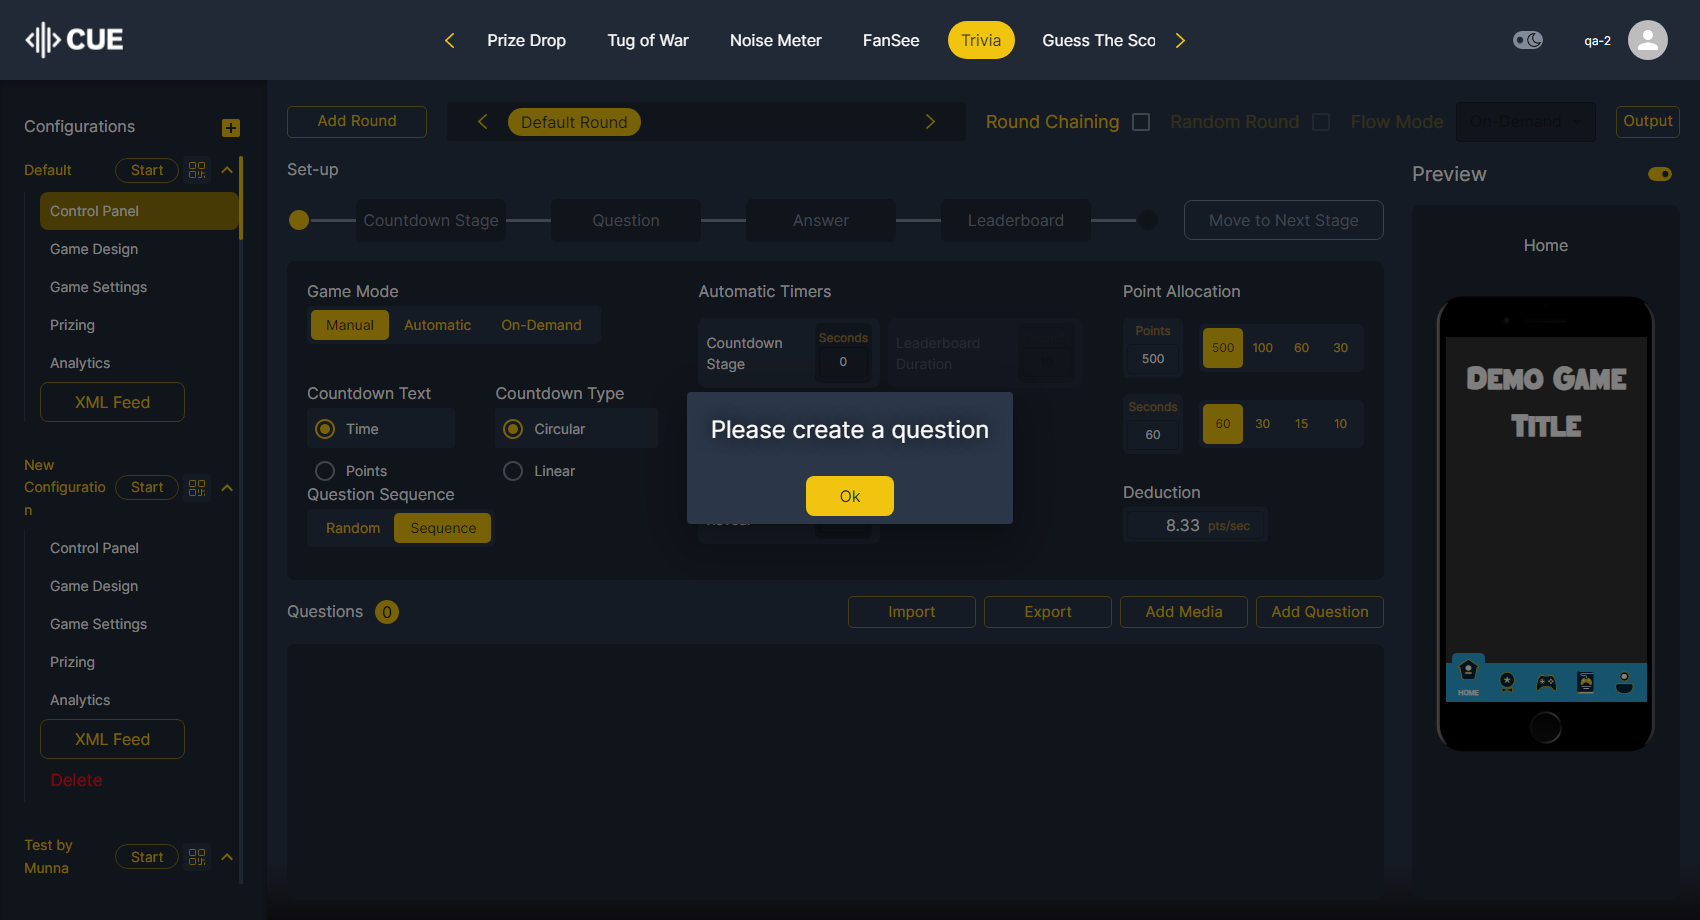 CUE
Prize Drop
Tug of War
Noise Meter
FanSee
Trivia
Guess The Sco
qa-2
Configurations
Default
Start
Control Panel
Game Design
Game Settings
Prizing
Analytics
XML Feed
New
Configuratio
n
Start
Control Panel
Game Design
Game Settings
Prizing
Analytics
XML Feed
Delete
Test by
Munna
Start
Add Round
Default Round
Round Chaining
Random Round
Flow Mode
On-Demand
Output
Set-up
Countdown Stage
Question
Answer
Leaderboard
Move to Next Stage
Game Mode
Manual
Automatic
On-Demand
Countdown Text
Time
Points
Countdown Type
Circular
Linear
Question Sequence
Random
Sequence
Automatic Timers
Countdown
Stage
Seconds
0
Leaderboard
Duration
Point Allocation
Points
500
500
100
60
30
Seconds
60
60
30
15
10
Deduction
8.33 pts/sec
Please create a question
Ok
Questions
0
Import
Export
Add Media
Add Question
Preview
Home
DEMO GAME
TITLE
HOME